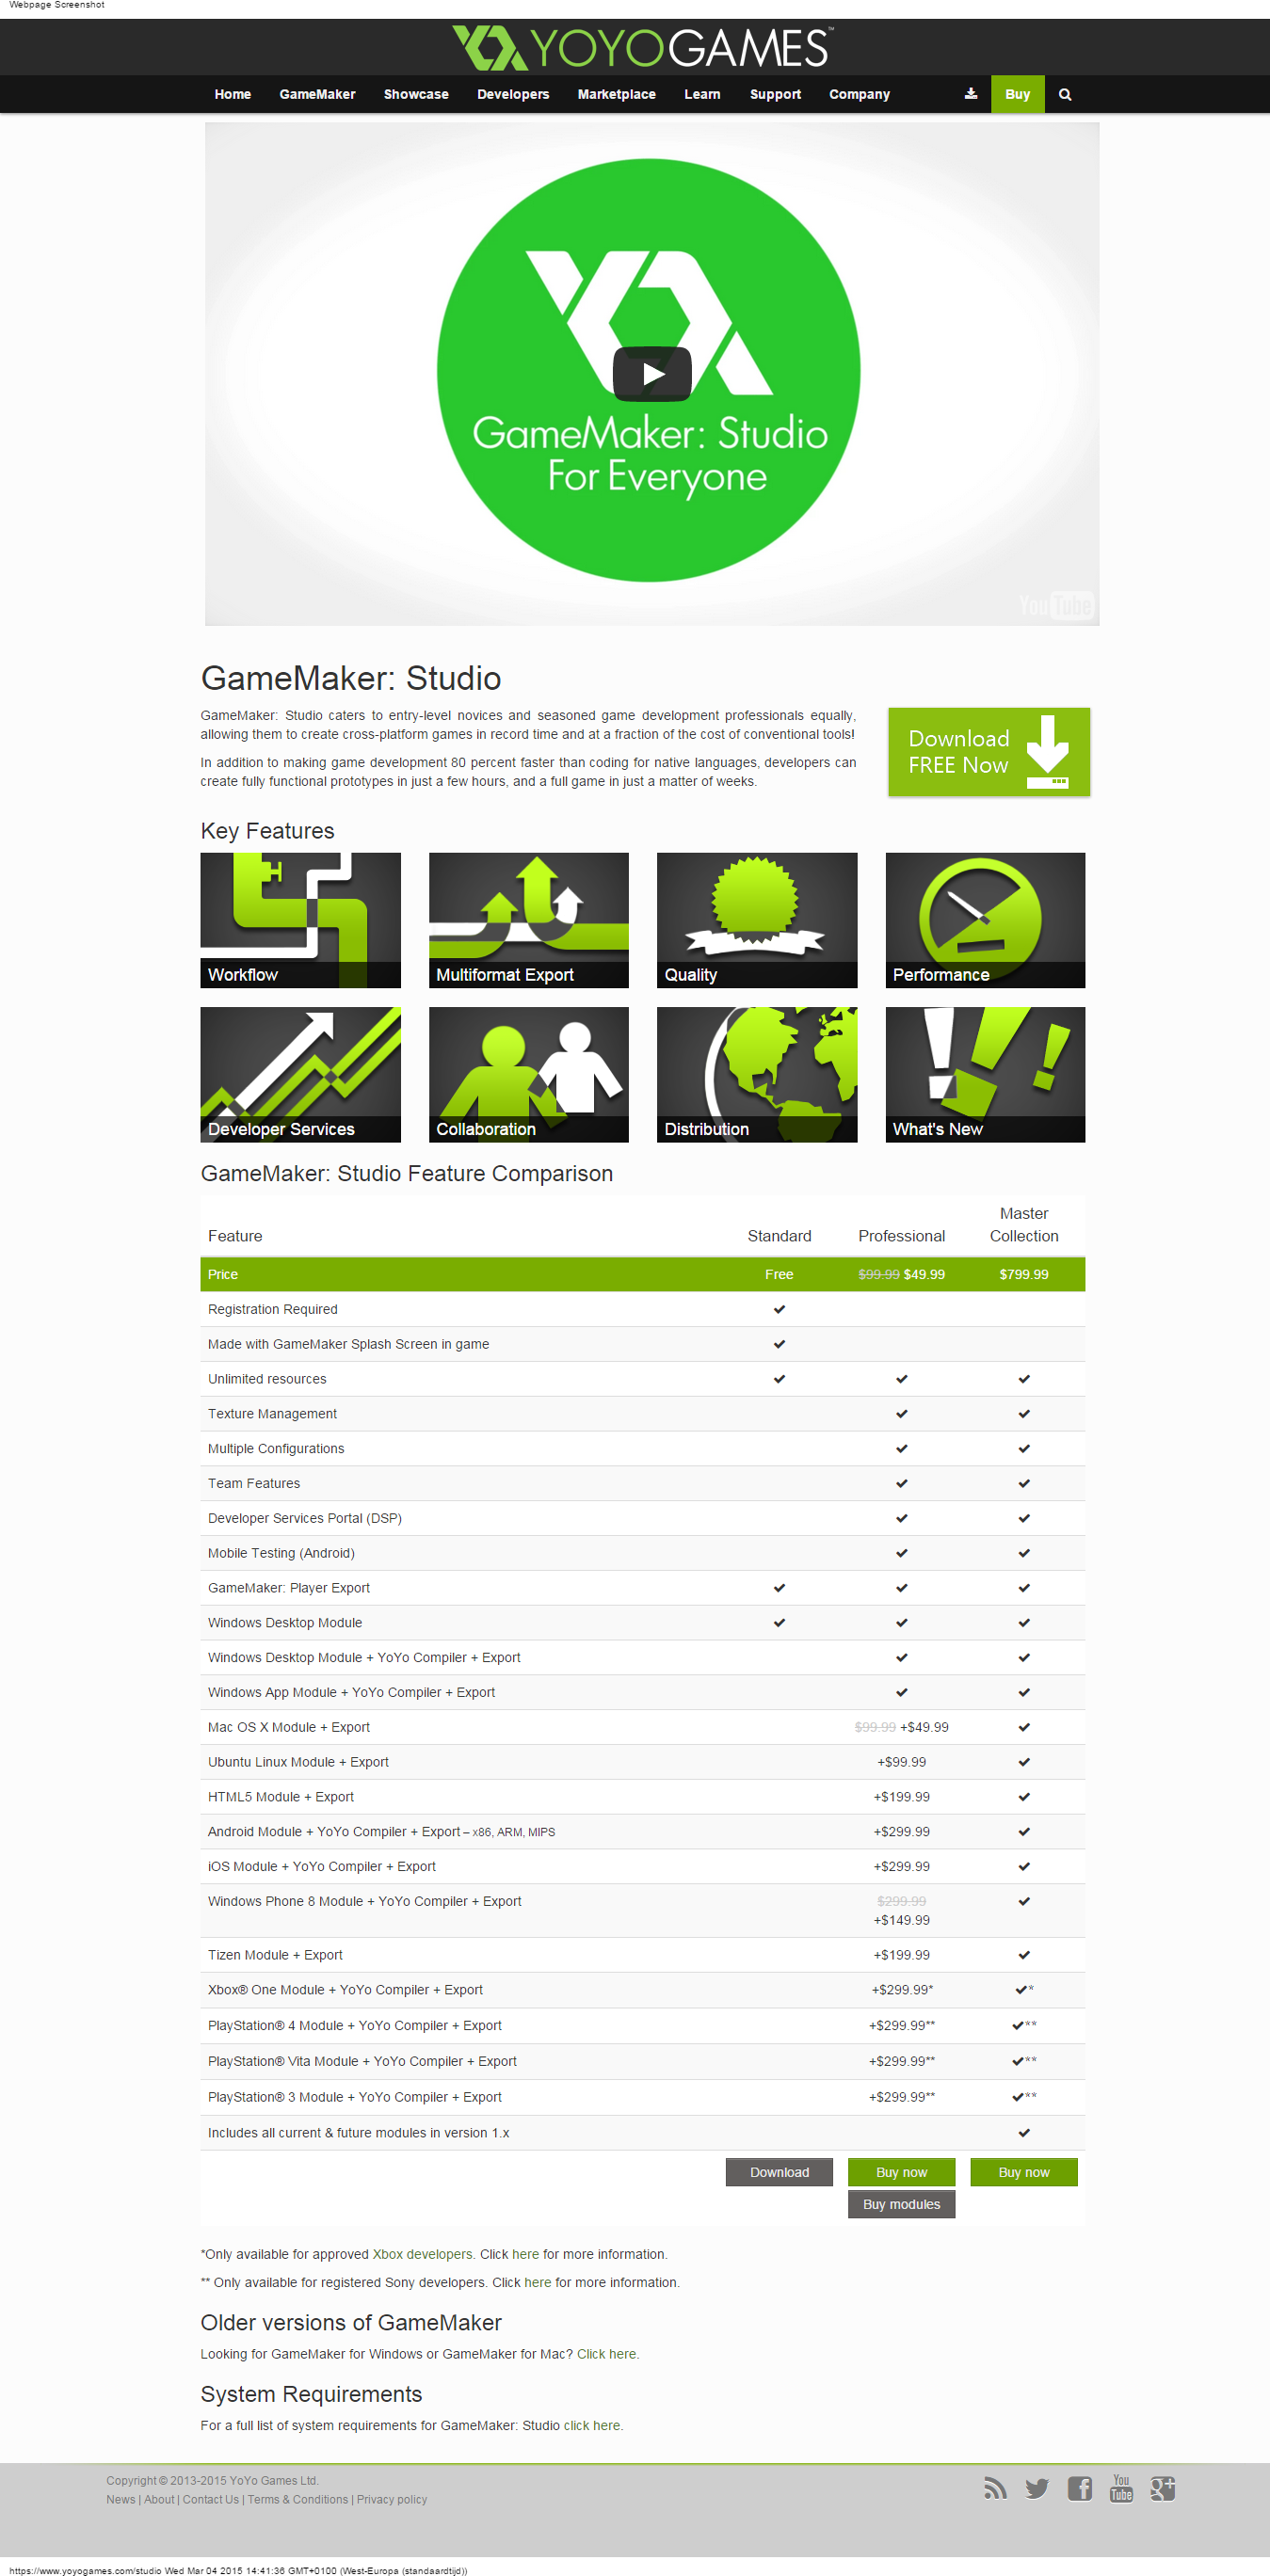 Webpage Screenshot
YOYOGAMES™
Home GameMaker Showcase Developers Marketplace Learn Support Company Buy
GameMaker: Studio
For Everyone
YouTube
GameMaker: Studio
GameMaker: Studio caters to entry-level novices and seasoned game development professionals equally,
allowing them to create cross-platform games in record time and at a fraction of the cost of conventional tools!
In addition to making game development 80 percent faster than coding for native languages, developers can
create fully functional prototypes in just a few hours, and a full game in just a matter of weeks.
Download
FREE Now
Key Features
Workflow Multiformat Export Quality Performance
Developer Services Collaboration Distribution What's New
GameMaker: Studio Feature Comparison
Feature Standard Professional Master
Collection
Price Free $99.99 $49.99 $799.99
Registration Required ✔
Made with GameMaker Splash Screen in game ✔
Unlimited resources ✔ ✔ ✔
Texture Management ✔ ✔
Multiple Configurations ✔ ✔
Team Features ✔ ✔
Developer Services Portal (DSP) ✔ ✔
Mobile Testing (Android) ✔ ✔
GameMaker: Player Export ✔ ✔ ✔
Windows Desktop Module ✔ ✔ ✔
Windows Desktop Module + YoYo Compiler + Export ✔ ✔
Windows App Module + YoYo Compiler + Export ✔ ✔
Mac OS X Module + Export $99.99 +$49.99 ✔
Ubuntu Linux Module + Export +$99.99 ✔
HTML5 Module + Export +$199.99 ✔
Android Module + YoYo Compiler + Export – x86, ARM, MIPS +$299.99 ✔
iOS Module + YoYo Compiler + Export +$299.99 ✔
Windows Phone 8 Module + YoYo Compiler + Export $299.99 ✔
+$149.99
Tizen Module + Export +$199.99 ✔
Xbox® One Module + YoYo Compiler + Export +$299.99* ✔*
PlayStation® 4 Module + YoYo Compiler + Export +$299.99** ✔**
PlayStation® Vita Module + YoYo Compiler + Export +$299.99** ✔**
PlayStation® 3 Module + YoYo Compiler + Export +$299.99** ✔**
Includes all current & future modules in version 1.x ✔
Download Buy now Buy now
Buy modules
*Only available for approved Xbox developers. Click here for more information.
** Only available for registered Sony developers. Click here for more information.
Older versions of GameMaker
Looking for GameMaker for Windows or GameMaker for Mac? Click here.
System Requirements
For a full list of system requirements for GameMaker: Studio click here.
Copyright © 2013-2015 YoYo Games Ltd.
News | About | Contact Us | Terms & Conditions | Privacy policy
You Tube g+
https://www.yoyogames.com/studio Wed Mar 04 2015 14:41:36 GMT+0100 (West-Europa (standaardtijd))